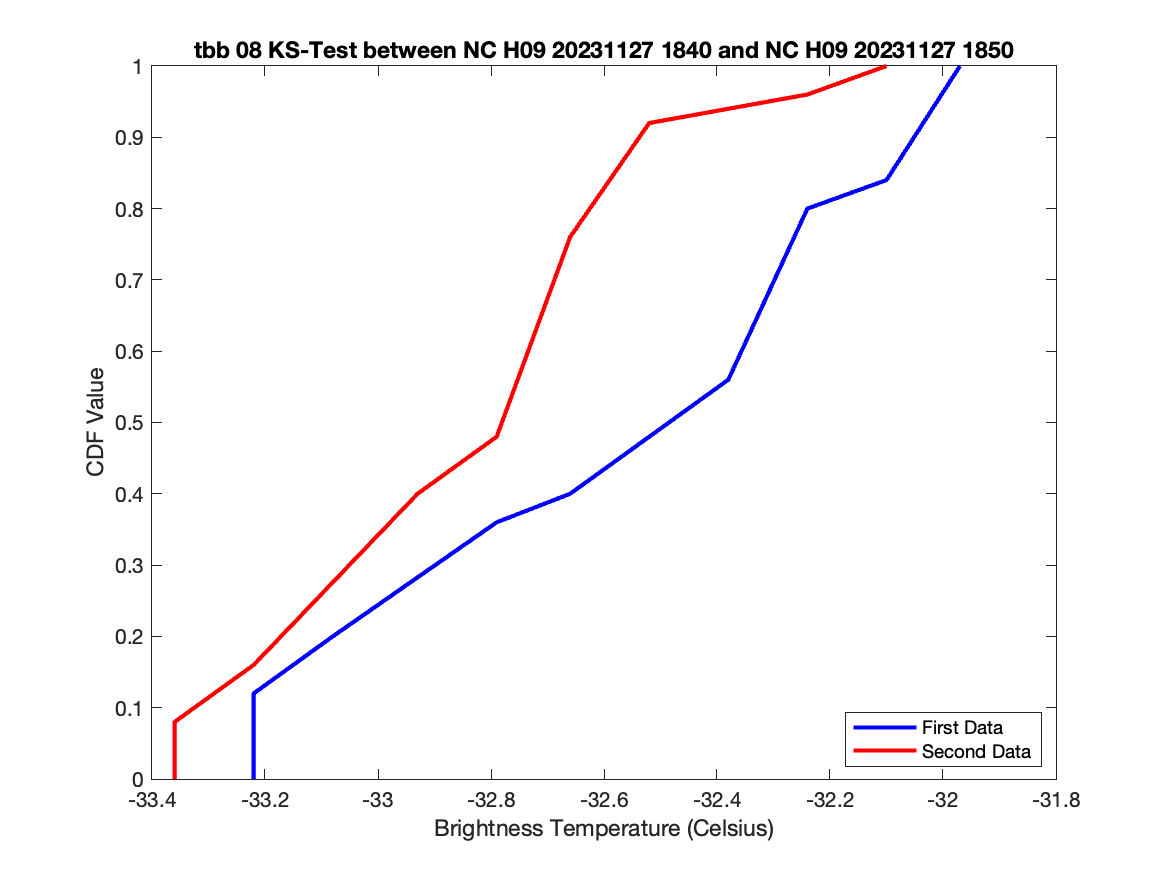 tbb 08 KS-Test between NC H09 20231127 1840 and NC H09 20231127 1850
1
0.9
0.8
0.7
0.6
0.5
0.4
0.3
0.2
0.1
0
CDF Value
First Data
Second Data
-33.4 -33.2 -33 -32.8 -32.6 -32.4 -32.2 -32 -31.8
Brightness Temperature (Celsius)